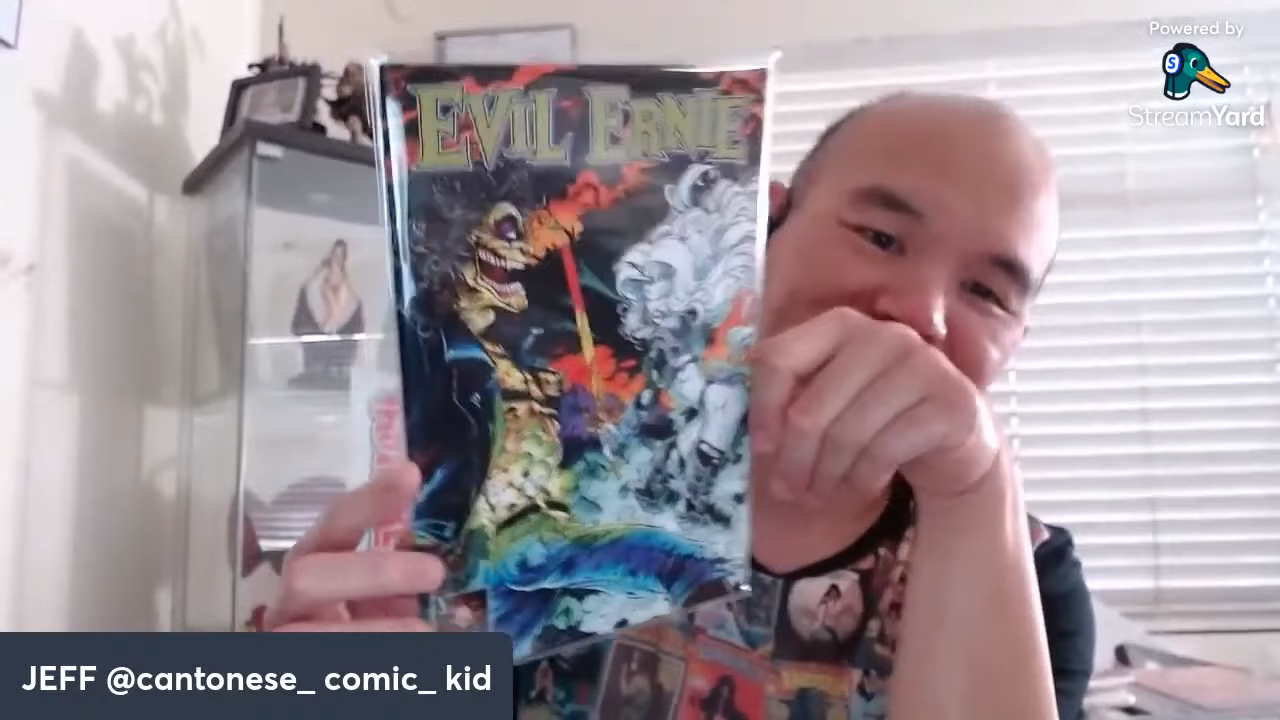 Powered by
S
StreamYard
EVIL ERNIE
JEFF @cantonese_ comic_ kid